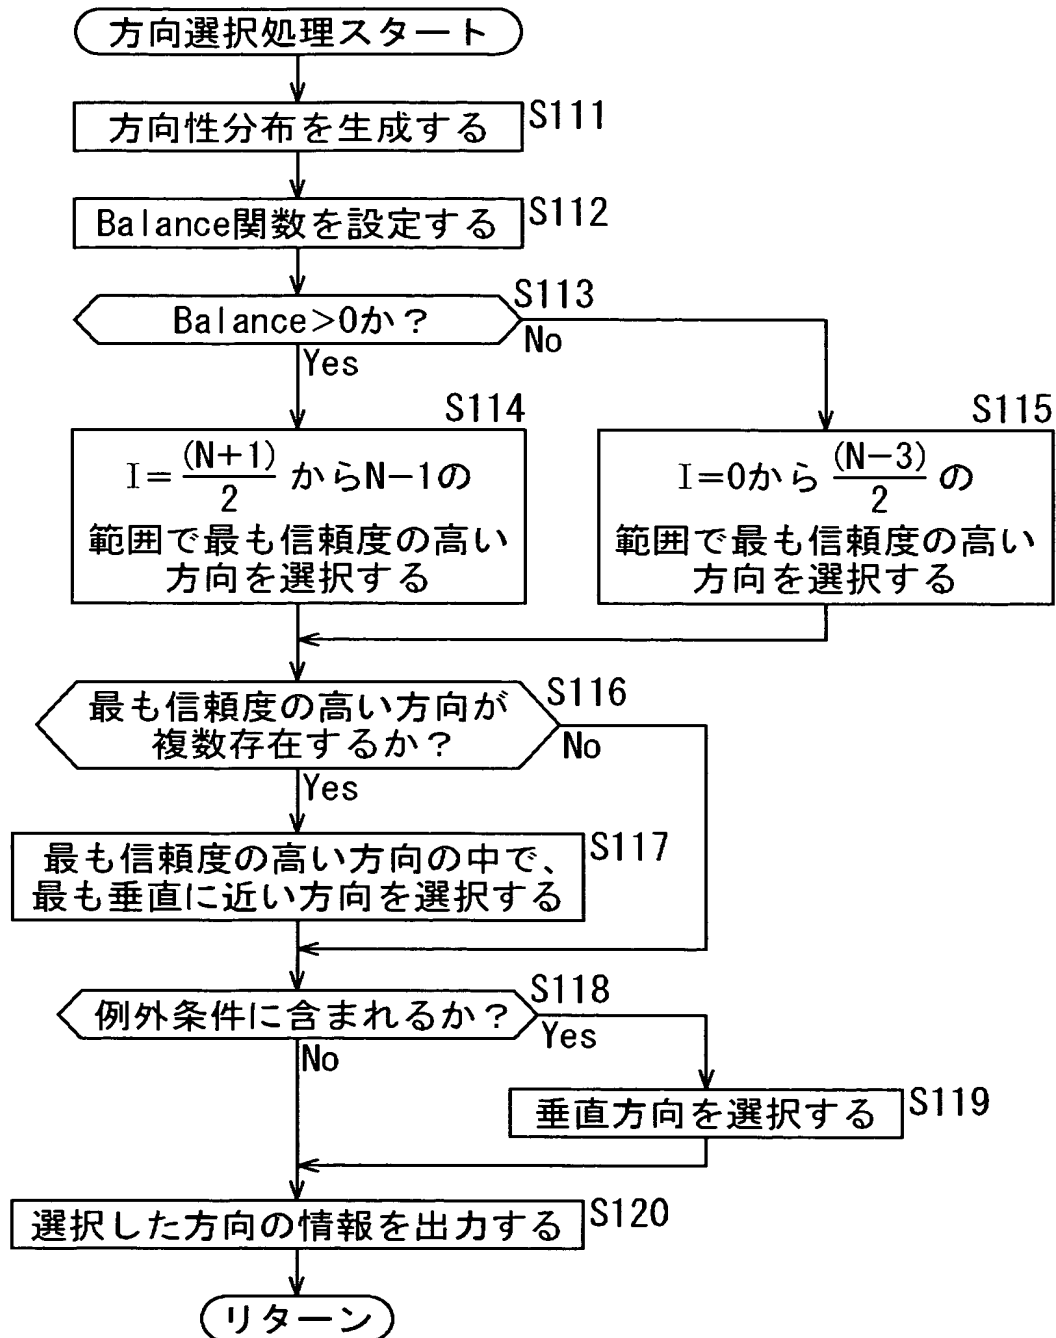 方向選択処理スタート
方向性分布を生成する
S111
Balance関数を設定する
S112
Balance>0か？
S113
No
Yes
S114
I=(N+1)/2からN−1の
範囲で最も信頼度の高い
方向を選択する
S115
I=0から(N−3)/2の
範囲で最も信頼度の高い
方向を選択する
最も信頼度の高い方向が
複数存在するか？
S116
No
Yes
最も信頼度の高い方向の中で、
最も垂直に近い方向を選択する
S117
例外条件に含まれるか？
S118
Yes
No
垂直方向を選択する
S119
選択した方向の情報を出力する
S120
リターン